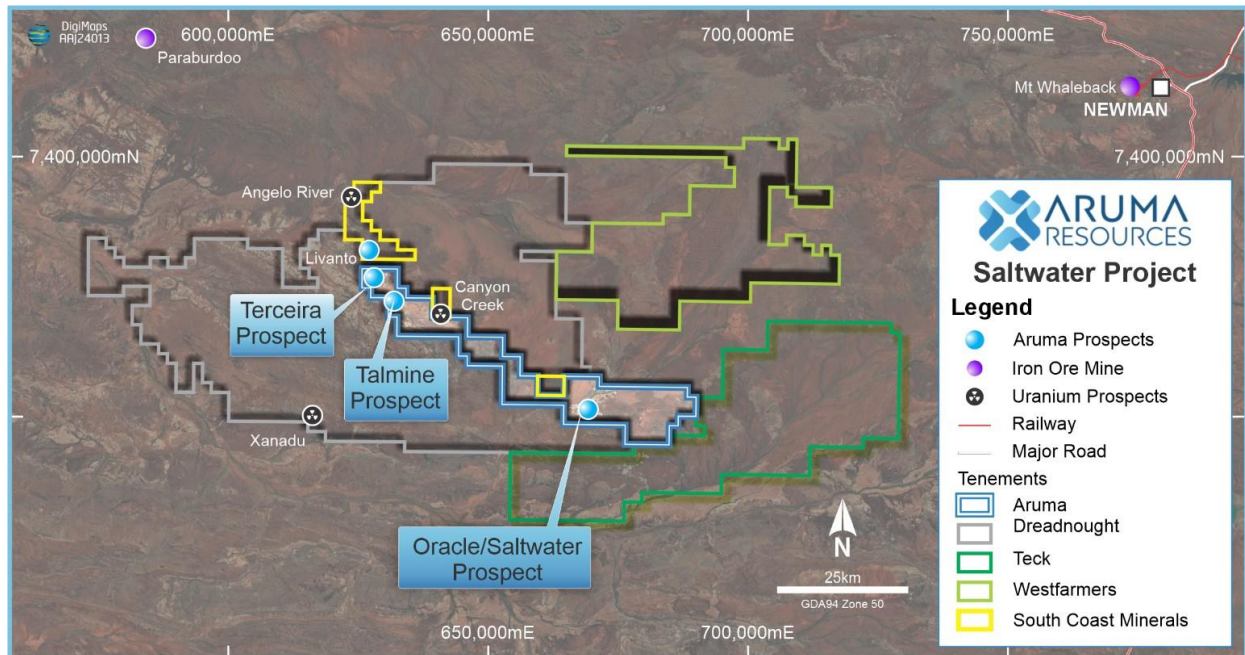 DigiMaps
ARJ24013
600,000mE
650,000mE
700,000mE
750,000mE
Paraburdoo
Mt Whaleback
NEWMAN
7,400,000mN
7,400,000mN
Angelo River
Livanto
Canyon
Creek
Terceira
Prospect
Talmine
Prospect
Xanadu
Oracle/Saltwater
Prospect
N
25km
GDA94 Zone 50
650,000mE
700,000mE
ARUMA
RESOURCES
Saltwater Project
Legend
Aruma Prospects
Iron Ore Mine
Uranium Prospects
Railway
Major Road
Tenements
Aruma
Dreadnought
Teck
Westfarmers
South Coast Minerals